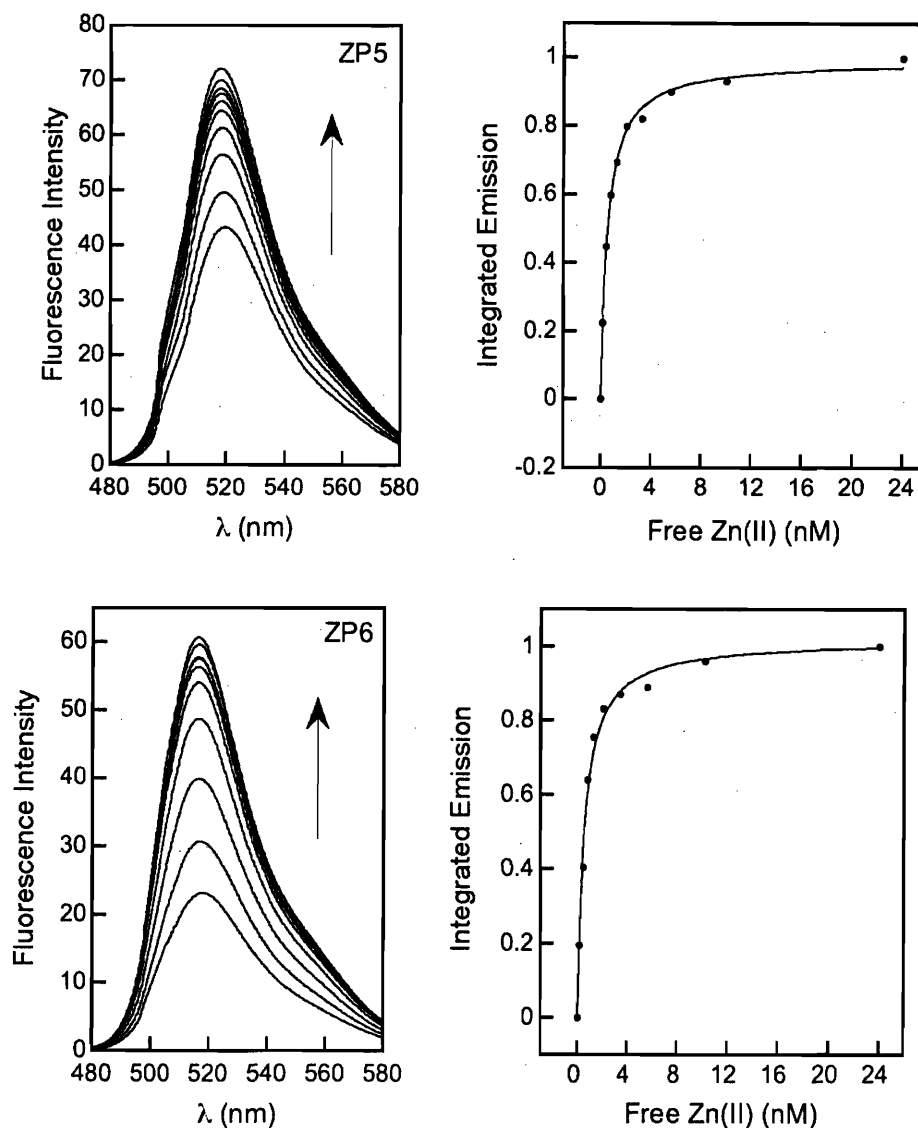 ZP5
Fluorescence Intensity
80
70
60
50
40
30
20
10
0
480 500 520 540 560 580
λ (nm)
Integrated Emission
1
0.8
0.6
0.4
0.2
0
-0.2
0 4 8 12 16 20 24
Free Zn(II) (nM)
ZP6
Fluorescence Intensity
60
50
40
30
20
10
0
480 500 520 540 560 580
λ (nm)
Integrated Emission
1
0.8
0.6
0.4
0.2
0
0 4 8 12 16 20 24
Free Zn(II) (nM)